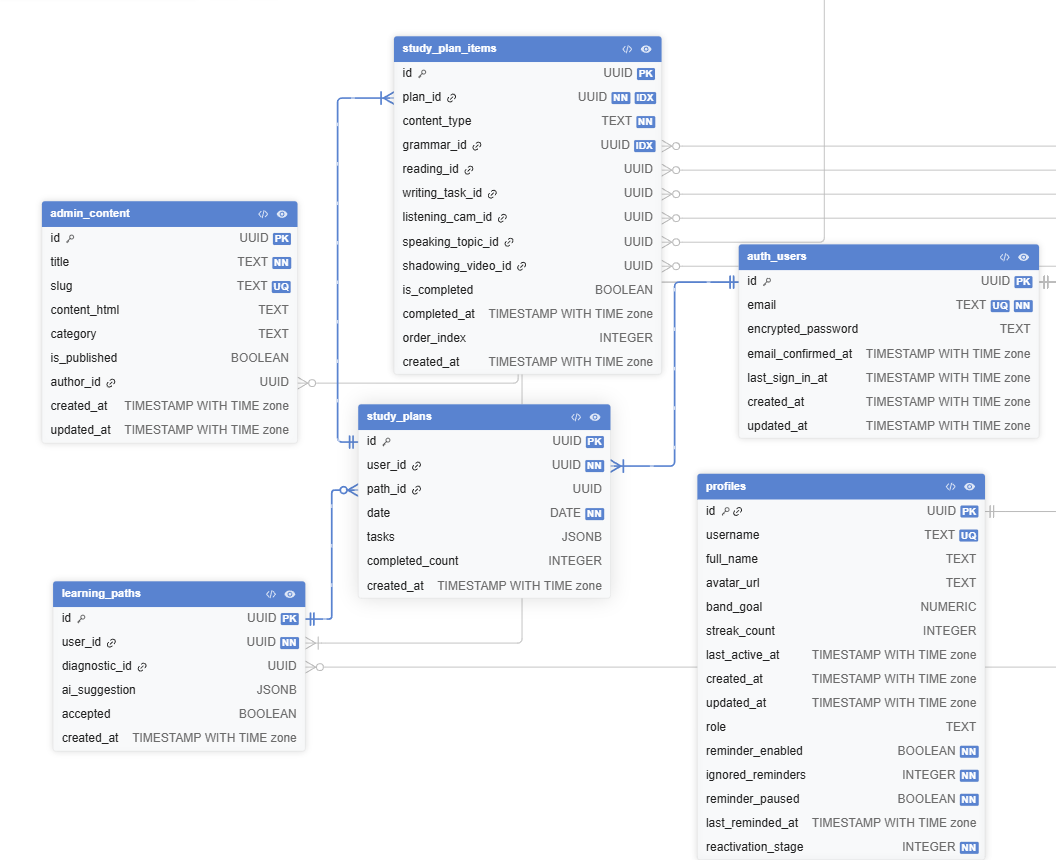 study_plan_items
id UUID PK
plan_id UUID NN IDX
content_type TEXT NN
grammar_id UUID IDX
reading_id UUID
writing_task_id UUID
listening_cam_id UUID
speaking_topic_id UUID
shadowing_video_id UUID
is_completed BOOLEAN
completed_at TIMESTAMP WITH TIME zone
order_index INTEGER
created_at TIMESTAMP WITH TIME zone
admin_content
id UUID PK
title TEXT NN
slug TEXT UQ
content_html TEXT
category TEXT
is_published BOOLEAN
author_id UUID
created_at TIMESTAMP WITH TIME zone
updated_at TIMESTAMP WITH TIME zone
auth_users
id UUID PK
email TEXT UQ NN
encrypted_password TEXT
email_confirmed_at TIMESTAMP WITH TIME zone
last_sign_in_at TIMESTAMP WITH TIME zone
created_at TIMESTAMP WITH TIME zone
updated_at TIMESTAMP WITH TIME zone
study_plans
id UUID PK
user_id UUID NN
path_id UUID
date DATE NN
tasks JSONB
completed_count INTEGER
created_at TIMESTAMP WITH TIME zone
profiles
id UUID PK
username TEXT UQ
full_name TEXT
avatar_url TEXT
band_goal NUMERIC
streak_count INTEGER
last_active_at TIMESTAMP WITH TIME zone
created_at TIMESTAMP WITH TIME zone
updated_at TIMESTAMP WITH TIME zone
role TEXT
reminder_enabled BOOLEAN NN
ignored_reminders INTEGER NN
reminder_paused BOOLEAN NN
last_reminded_at TIMESTAMP WITH TIME zone
reactivation_stage INTEGER NN
learning_paths
id UUID PK
user_id UUID NN
diagnostic_id UUID
ai_suggestion JSONB
accepted BOOLEAN
created_at TIMESTAMP WITH TIME zone